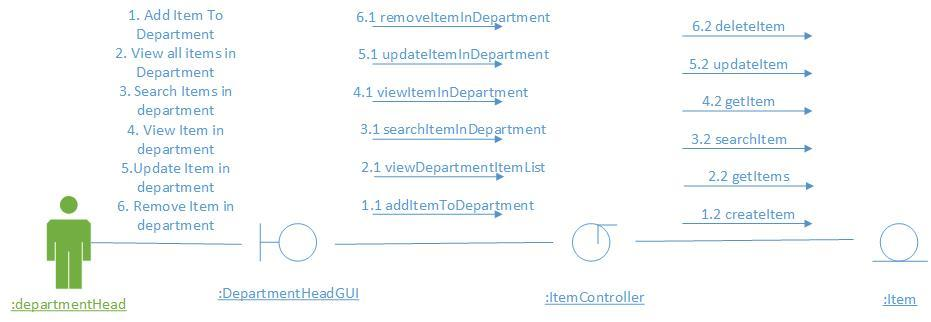 1. Add Item To
Department
2. View all items in
Department
3. Search Items in
department
4. View Item in
department
5.Update Item in
department
6. Remove Item in
department
6.1 removeItemInDepartment
5.1 updateItemInDepartment
4.1 viewItemInDepartment
3.1 searchItemInDepartment
2.1 viewDepartmentItemList
1.1 addItemToDepartment
6.2 deleteItem
5.2 updateItem
4.2 getItem
3.2 searchItem
2.2 getItems
1.2 createItem
:departmentHead
:DepartmentHeadGUI
:ItemController
:Item